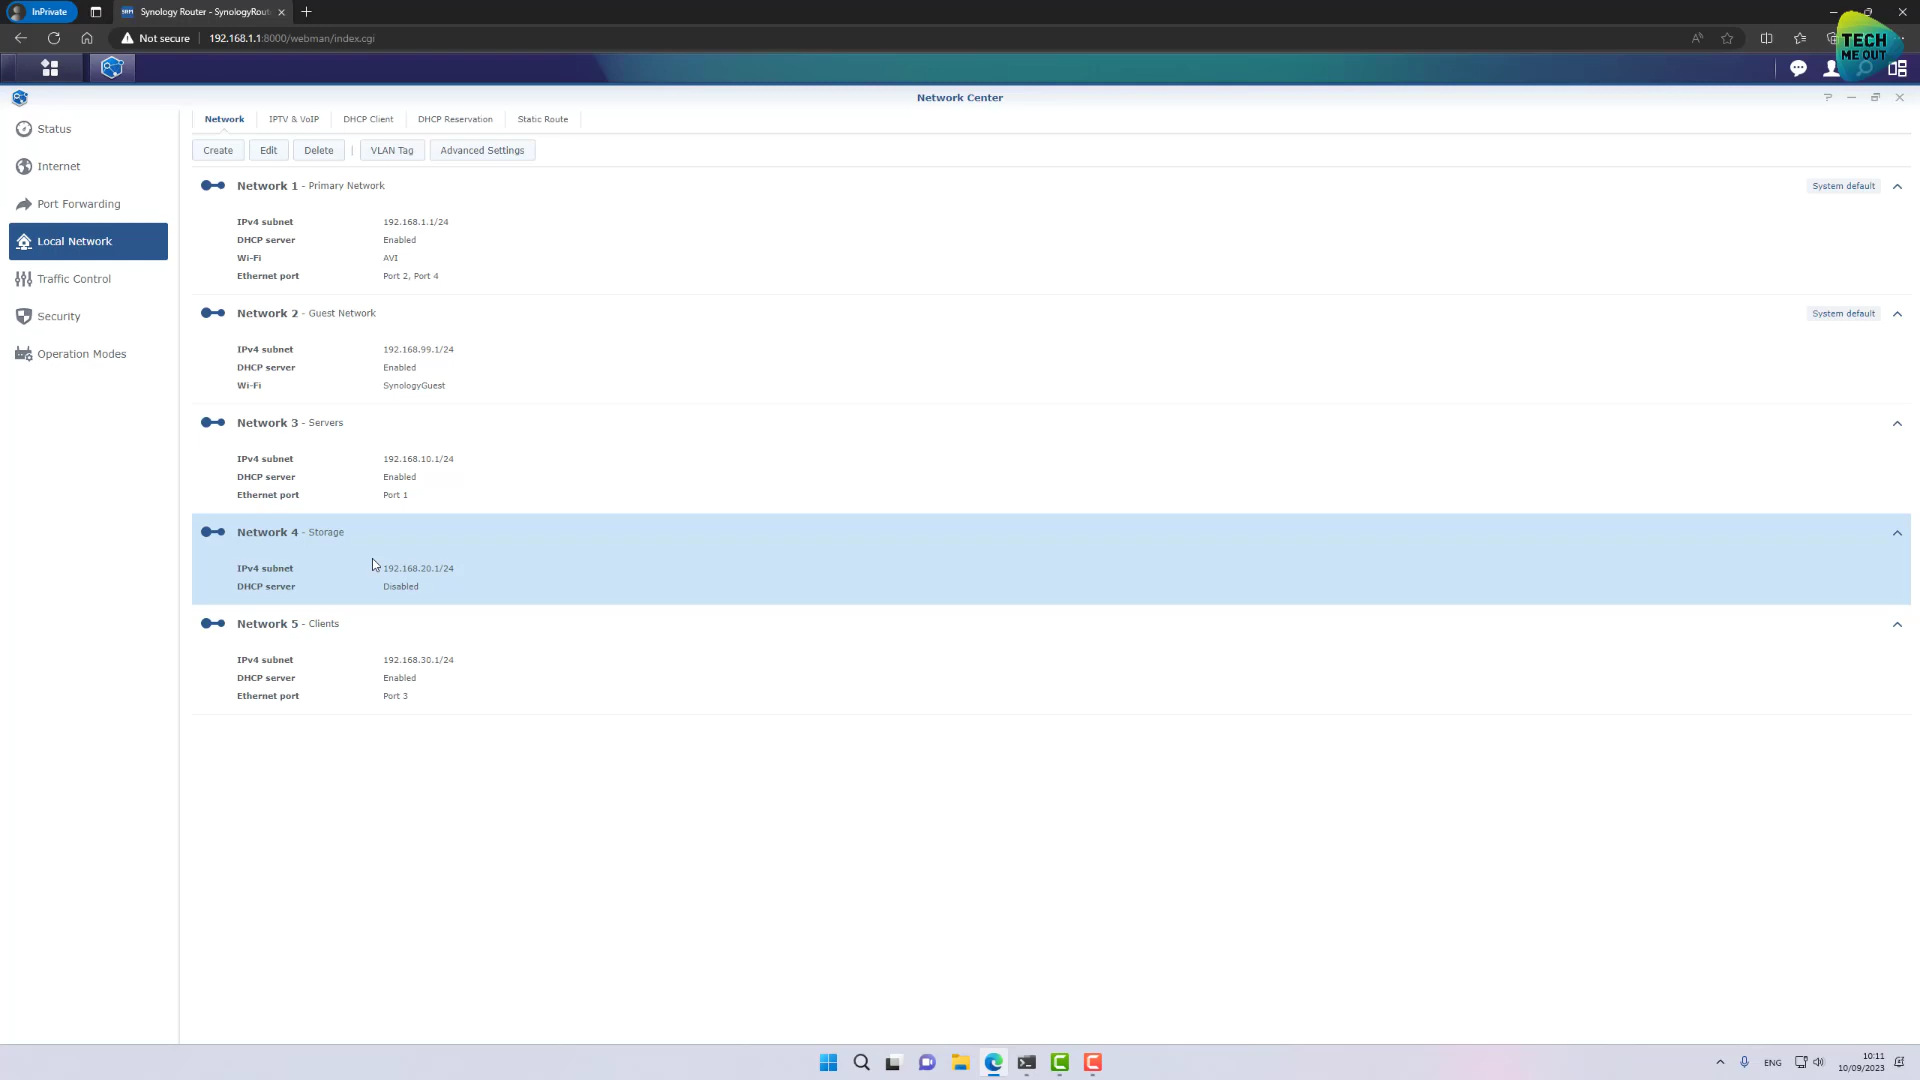 InPrivate
Synology Router - SynologyRout
Not secure
192.168.1.1:8000/webman/index.cgi
TECH
ME OUT
Network Center
Status
Internet
Port Forwarding
Local Network
Traffic Control
Security
Operation Modes
Network
IPTV & VoIP
DHCP Client
DHCP Reservation
Static Route
Create
Edit
Delete
VLAN Tag
Advanced Settings
Network 1 - Primary Network
System default
IPv4 subnet 192.168.1.1/24
DHCP server Enabled
Wi-Fi AVI
Ethernet port Port 2, Port 4
Network 2 - Guest Network
System default
IPv4 subnet 192.168.99.1/24
DHCP server Enabled
Wi-Fi SynologyGuest
Network 3 - Servers
IPv4 subnet 192.168.10.1/24
DHCP server Enabled
Ethernet port Port 1
Network 4 - Storage
IPv4 subnet 192.168.20.1/24
DHCP server Disabled
Network 5 - Clients
IPv4 subnet 192.168.30.1/24
DHCP server Enabled
Ethernet port Port 3
ENG
10:11
10/09/2023